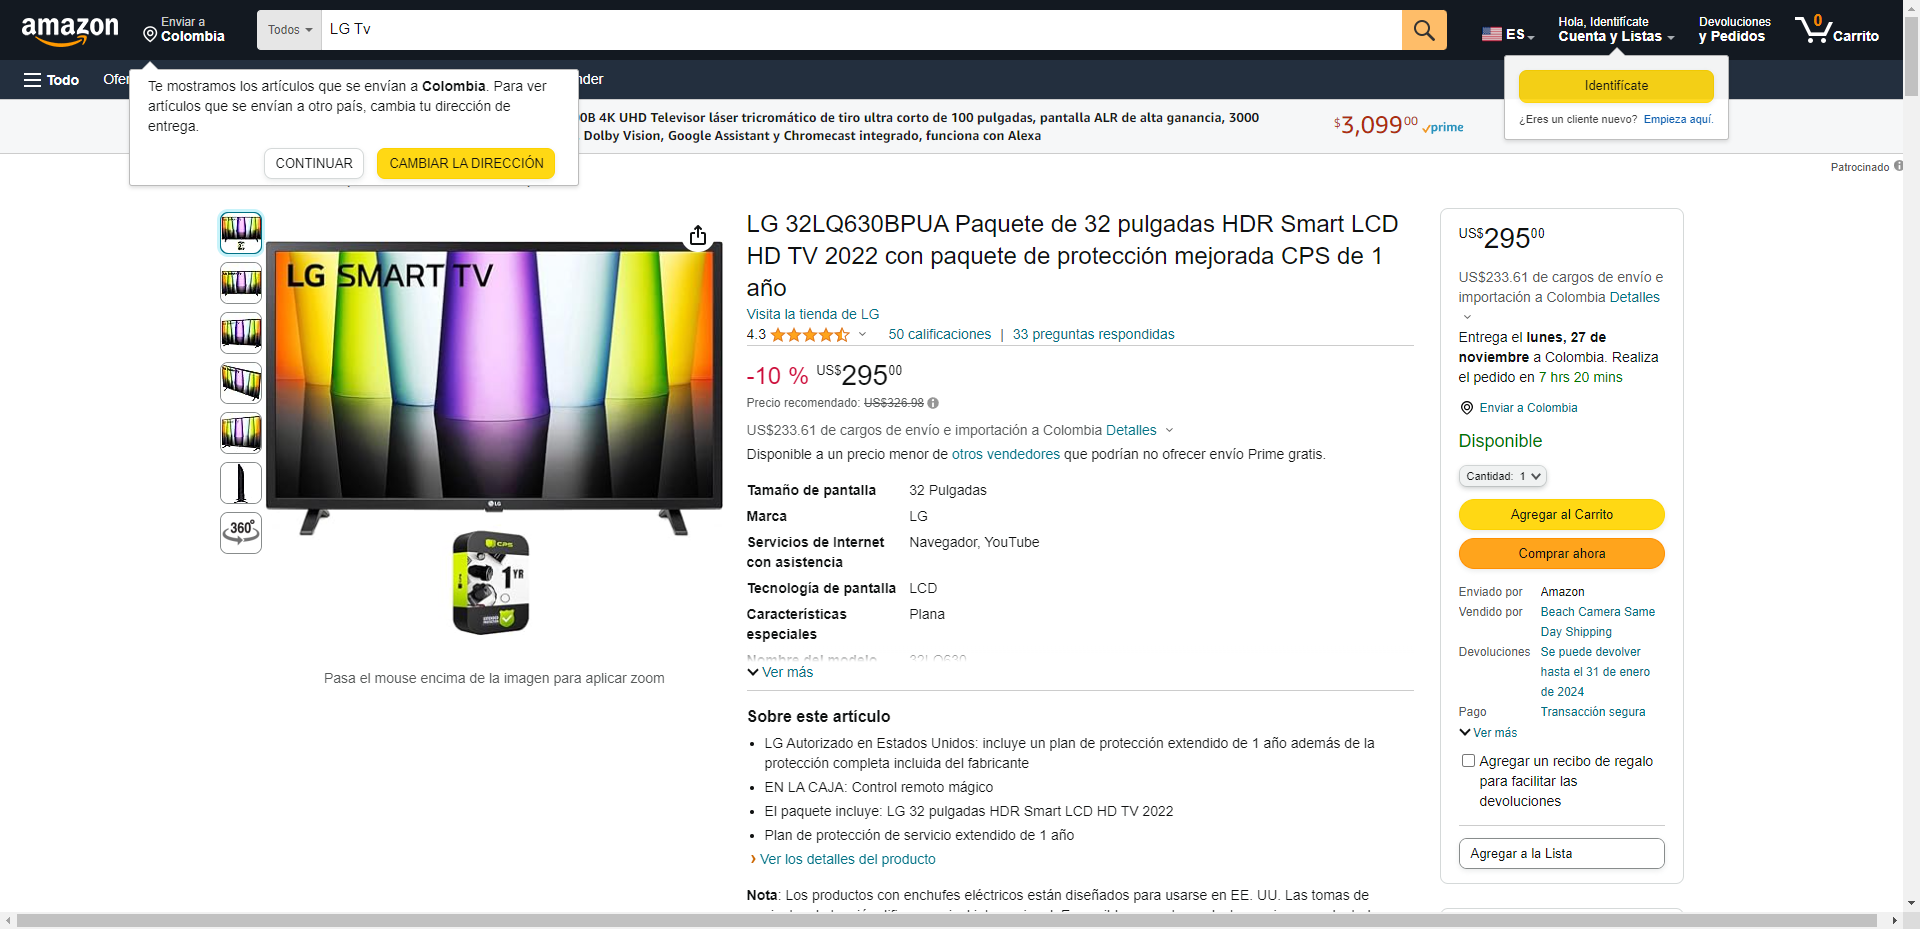 amazon
Enviar a
Colombia
Todos
LG Tv
ES
Hola, Identifícate
Cuenta y Listas
Devoluciones
y Pedidos
0
Carrito
Todo
Ofer
nder
Te mostramos los artículos que se envían a Colombia. Para ver
artículos que se envían a otro país, cambia tu dirección de
entrega.
CONTINUAR
CAMBIAR LA DIRECCIÓN
Identifícate
¿Eres un cliente nuevo? Empieza aquí.
0B 4K UHD Televisor láser tricromático de tiro ultra corto de 100 pulgadas, pantalla ALR de alta ganancia, 3000
Dolby Vision, Google Assistant y Chromecast integrado, funciona con Alexa
$3,09900
prime
Patrocinado
LG SMART TV
LG
CPS
1 YR
360°
Pasa el mouse encima de la imagen para aplicar zoom
LG 32LQ630BPUA Paquete de 32 pulgadas HDR Smart LCD
HD TV 2022 con paquete de protección mejorada CPS de 1
año
Visita la tienda de LG
4.3
50 calificaciones | 33 preguntas respondidas
-10 % US$29500
Precio recomendado: US$326.98
US$233.61 de cargos de envío e importación a Colombia Detalles
Disponible a un precio menor de otros vendedores que podrían no ofrecer envío Prime gratis.
Tamaño de pantalla 32 Pulgadas
Marca LG
Servicios de Internet Navegador, YouTube
con asistencia
Tecnología de pantalla LCD
Características Plana
especiales
Nombre del modelo 32LQ630
Ver más
Sobre este artículo
• LG Autorizado en Estados Unidos: incluye un plan de protección extendido de 1 año además de la
protección completa incluida del fabricante
• EN LA CAJA: Control remoto mágico
• El paquete incluye: LG 32 pulgadas HDR Smart LCD HD TV 2022
• Plan de protección de servicio extendido de 1 año
› Ver los detalles del producto
Nota: Los productos con enchufes eléctricos están diseñados para usarse en EE. UU. Las tomas de
US$29500
US$233.61 de cargos de envío e
importación a Colombia Detalles
Entrega el lunes, 27 de
noviembre a Colombia. Realiza
el pedido en 7 hrs 20 mins
Enviar a Colombia
Disponible
Cantidad: 1
Agregar al Carrito
Comprar ahora
Enviado por Amazon
Vendido por Beach Camera Same
Day Shipping
Devoluciones Se puede devolver
hasta el 31 de enero
de 2024
Pago Transacción segura
Ver más
Agregar un recibo de regalo
para facilitar las
devoluciones
Agregar a la Lista